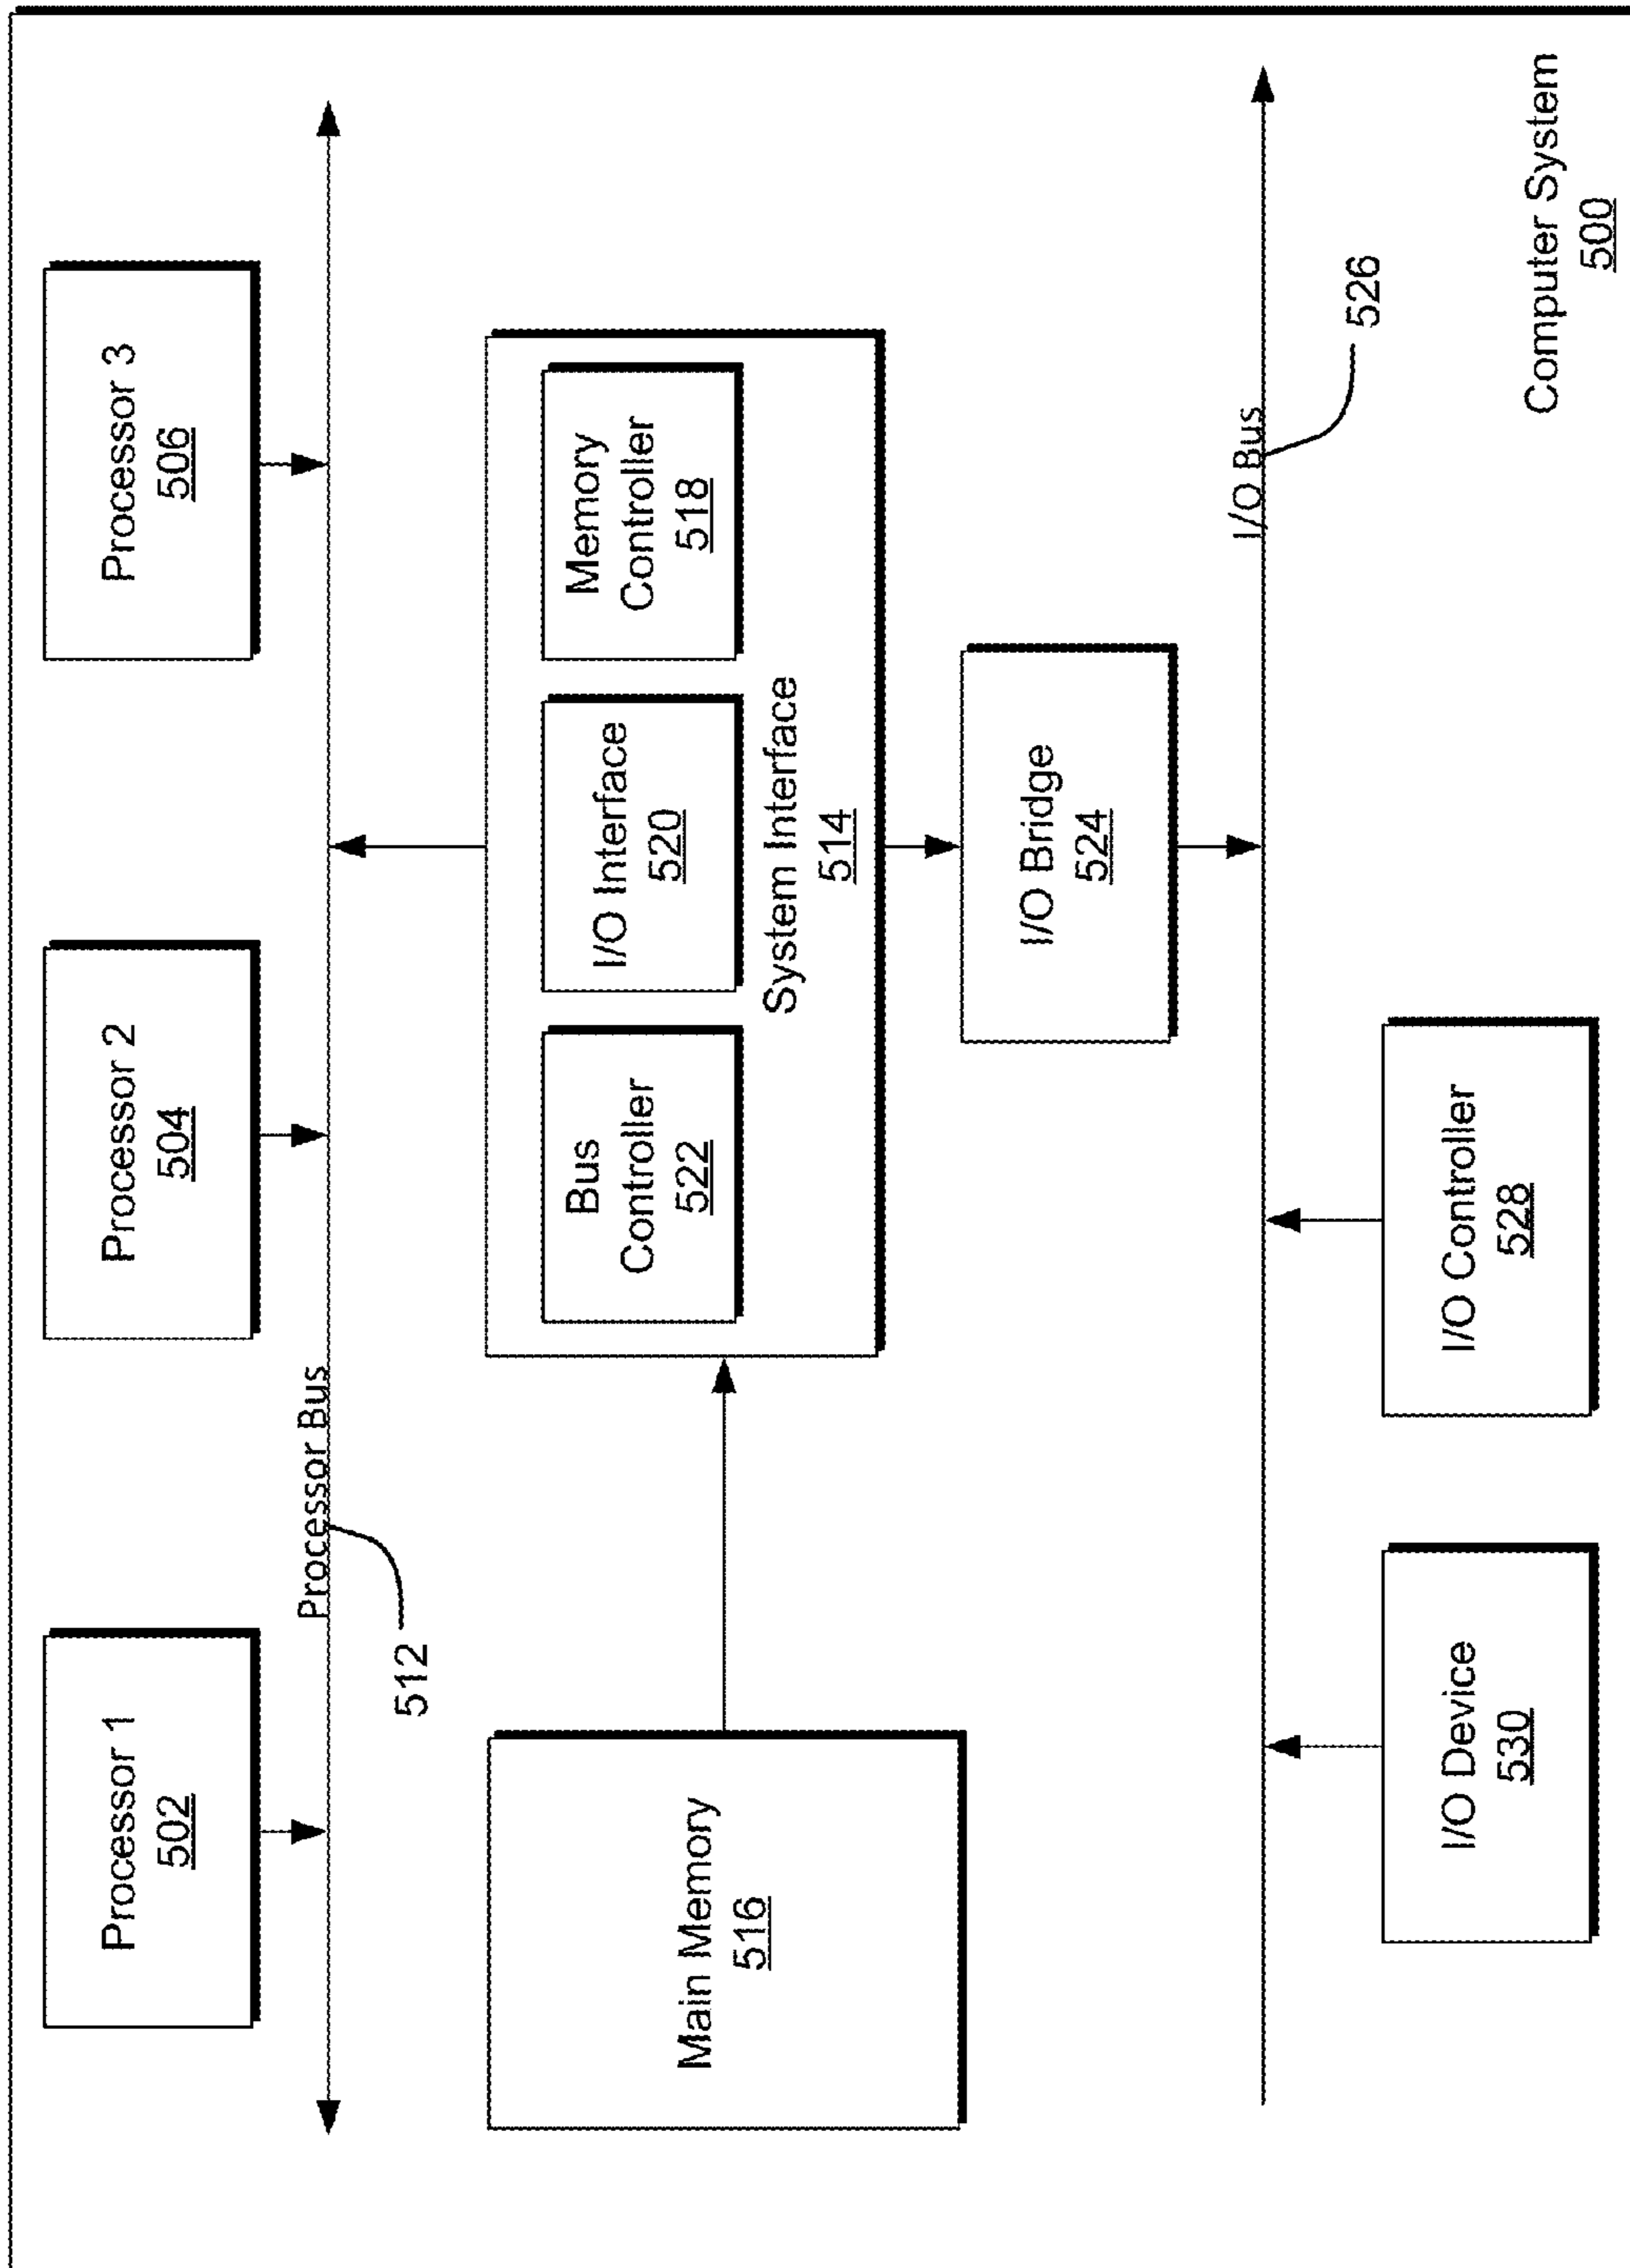 Processor 1
502
Processor 2
504
Processor 3
506
Processor Bus
512
Main Memory
516
Bus
Controller
522
I/O Interface
520
Memory
Controller
518
System Interface
514
I/O Bridge
524
I/O Bus
526
I/O Device
530
I/O Controller
528
Computer System
500